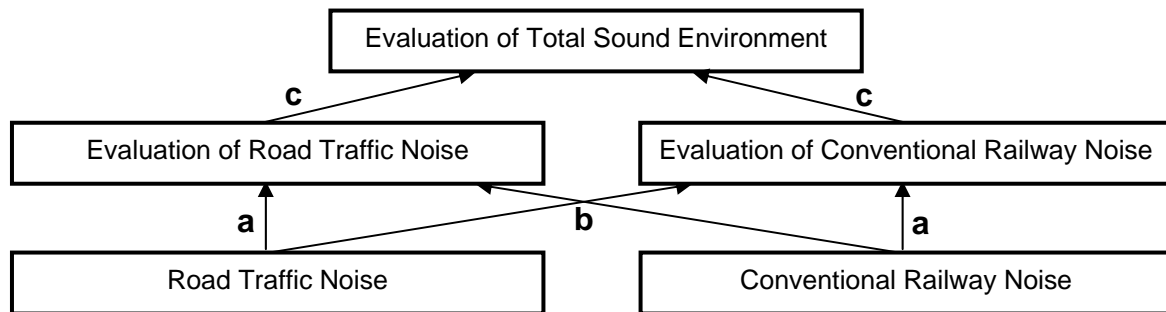 Evaluation of Total Sound Environment
c
c
Evaluation of Road Traffic Noise
Evaluation of Conventional Railway Noise
a
b
a
Road Traffic Noise
Conventional Railway Noise